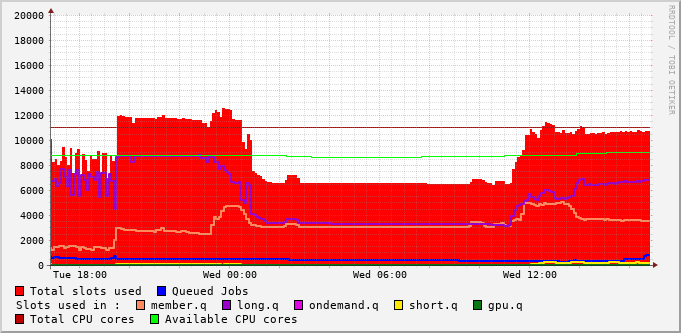 RRDTOOL / TOBI OETIKER
20000
18000
16000
14000
12000
10000
8000
6000
4000
2000
0
Tue 18:00 Wed 00:00 Wed 06:00 Wed 12:00
Total slots used Queued Jobs
Slots used in : member.q long.q ondemand.q short.q gpu.q
Total CPU cores Available CPU cores